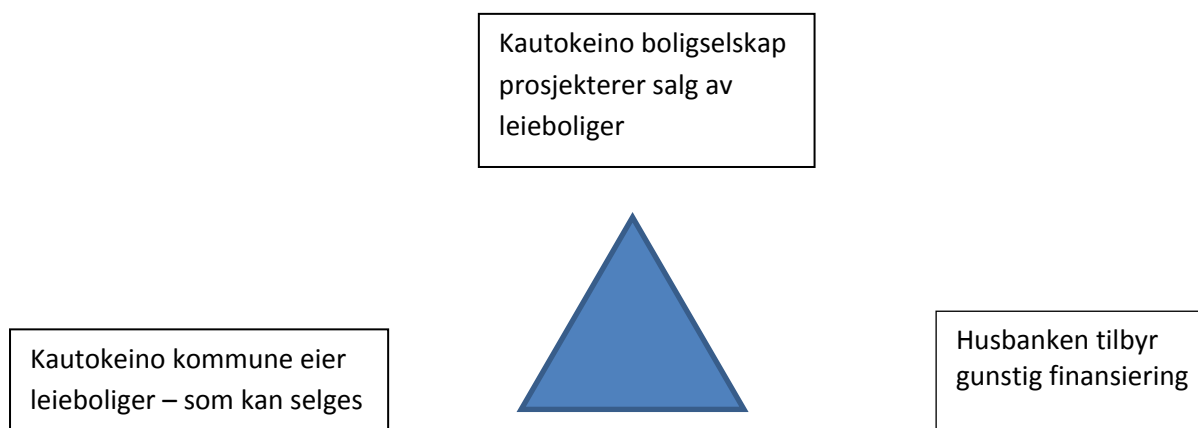 Kautokeino boligselskap
prosjekterer salg av
leieboliger
Kautokeino kommune eier
leieboliger – som kan selges
Husbanken tilbyr
gunstig finansiering